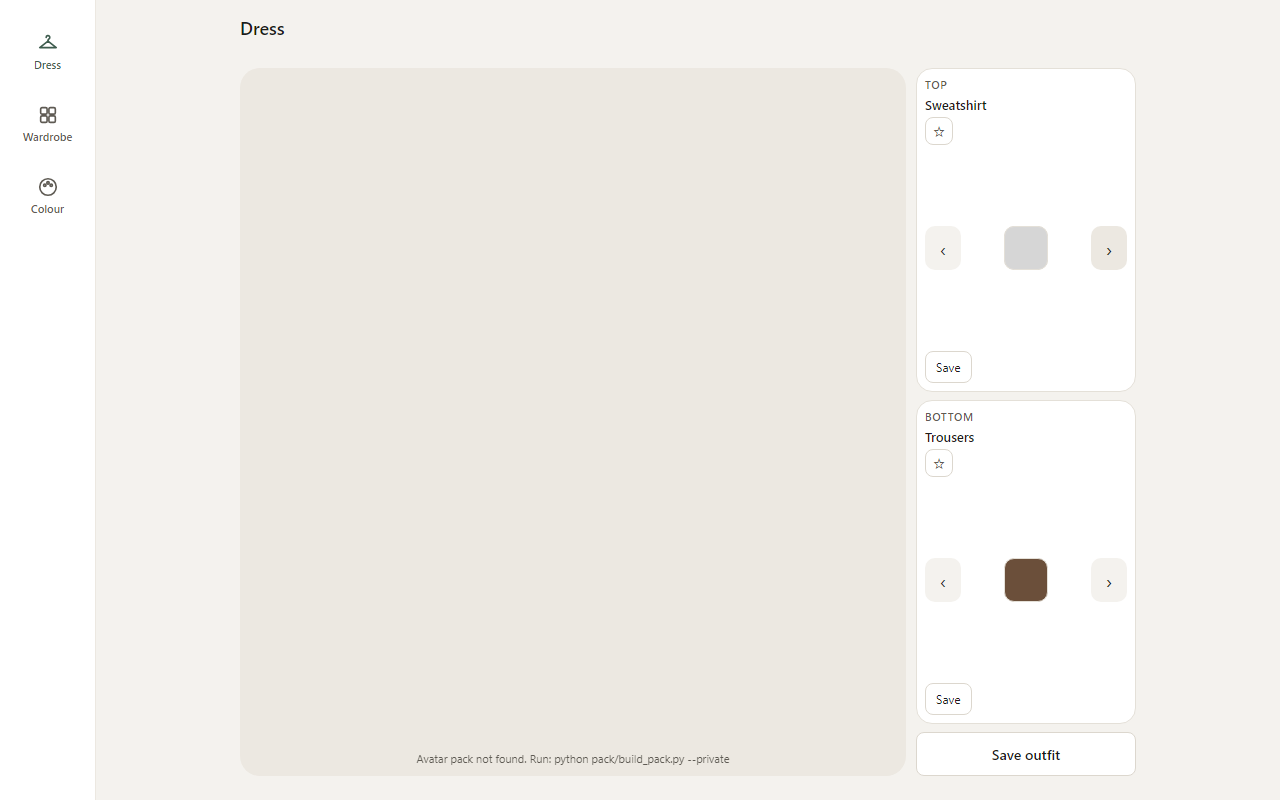 Dress
Wardrobe
Colour
Dress
Avatar pack not found. Run: python pack/build_pack.py --private
TOP
Sweatshirt
☆
‹
›
Save
BOTTOM
Trousers
☆
‹
›
Save
Save outfit